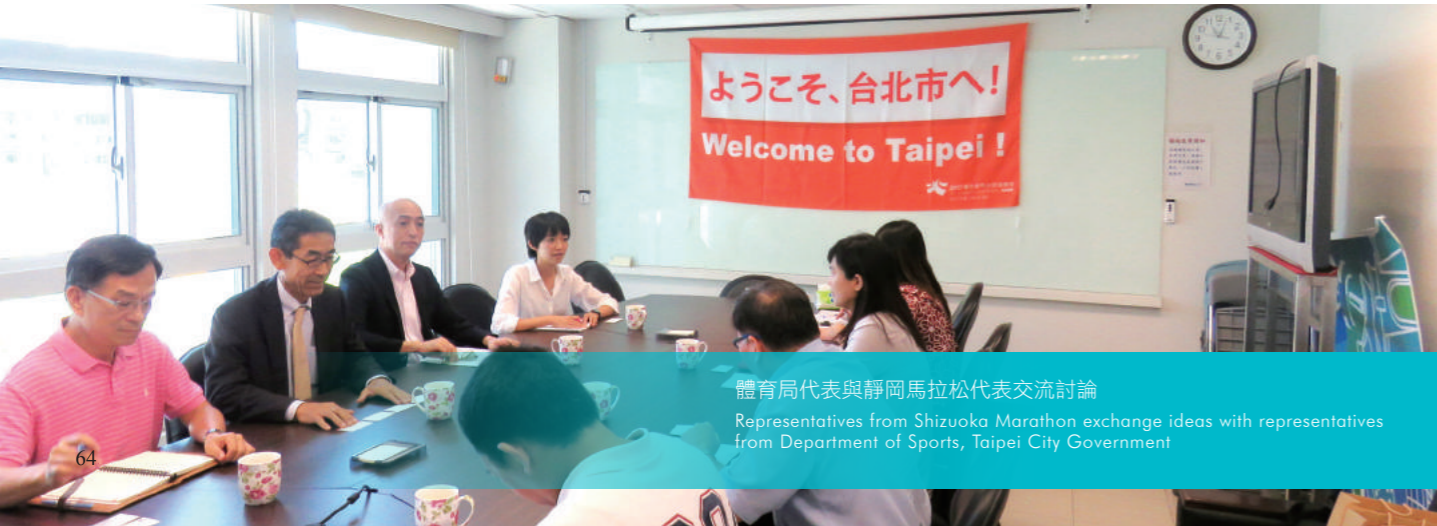 ようこそ、台北市へ!
Welcome to Taipei !
體育局代表與靜岡馬拉松代表交流討論
Representatives from Shizuoka Marathon exchange ideas with representatives
from Department of Sports, Taipei City Government
64